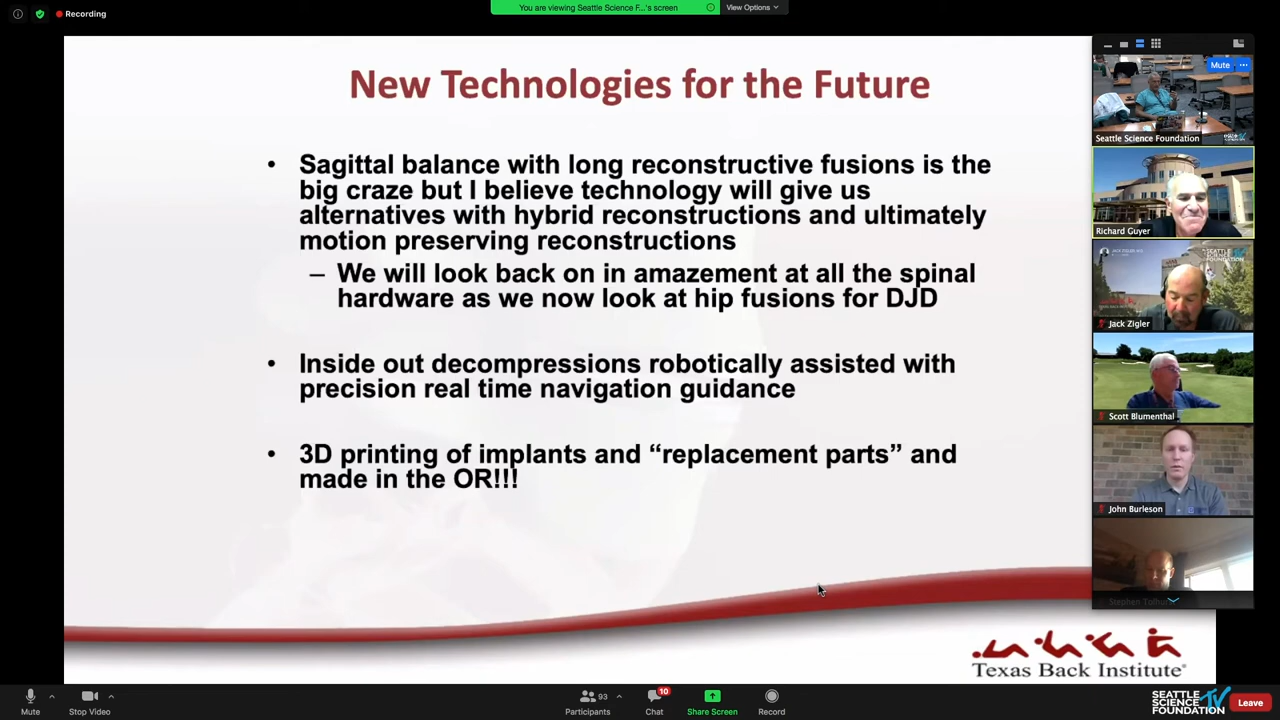 Recording
You are viewing Seattle Science F...'s screen
View Options
New Technologies for the Future
• Sagittal balance with long reconstructive fusions is the
big craze but I believe technology will give us
alternatives with hybrid reconstructions and ultimately
motion preserving reconstructions
– We will look back on in amazement at all the spinal
hardware as we now look at hip fusions for DJD
• Inside out decompressions robotically assisted with
precision real time navigation guidance
• 3D printing of implants and “replacement parts” and
made in the OR!!!
Texas Back Institute
Mute
Seattle Science Foundation
Richard Guyer
Jack Zigler
Scott Blumenthal
John Burleson
Stephen
Mute
Stop Video
93
Participants
10
Chat
Share Screen
Record
SEATTLE
SCIENCE
FOUNDATION
TV
Leave